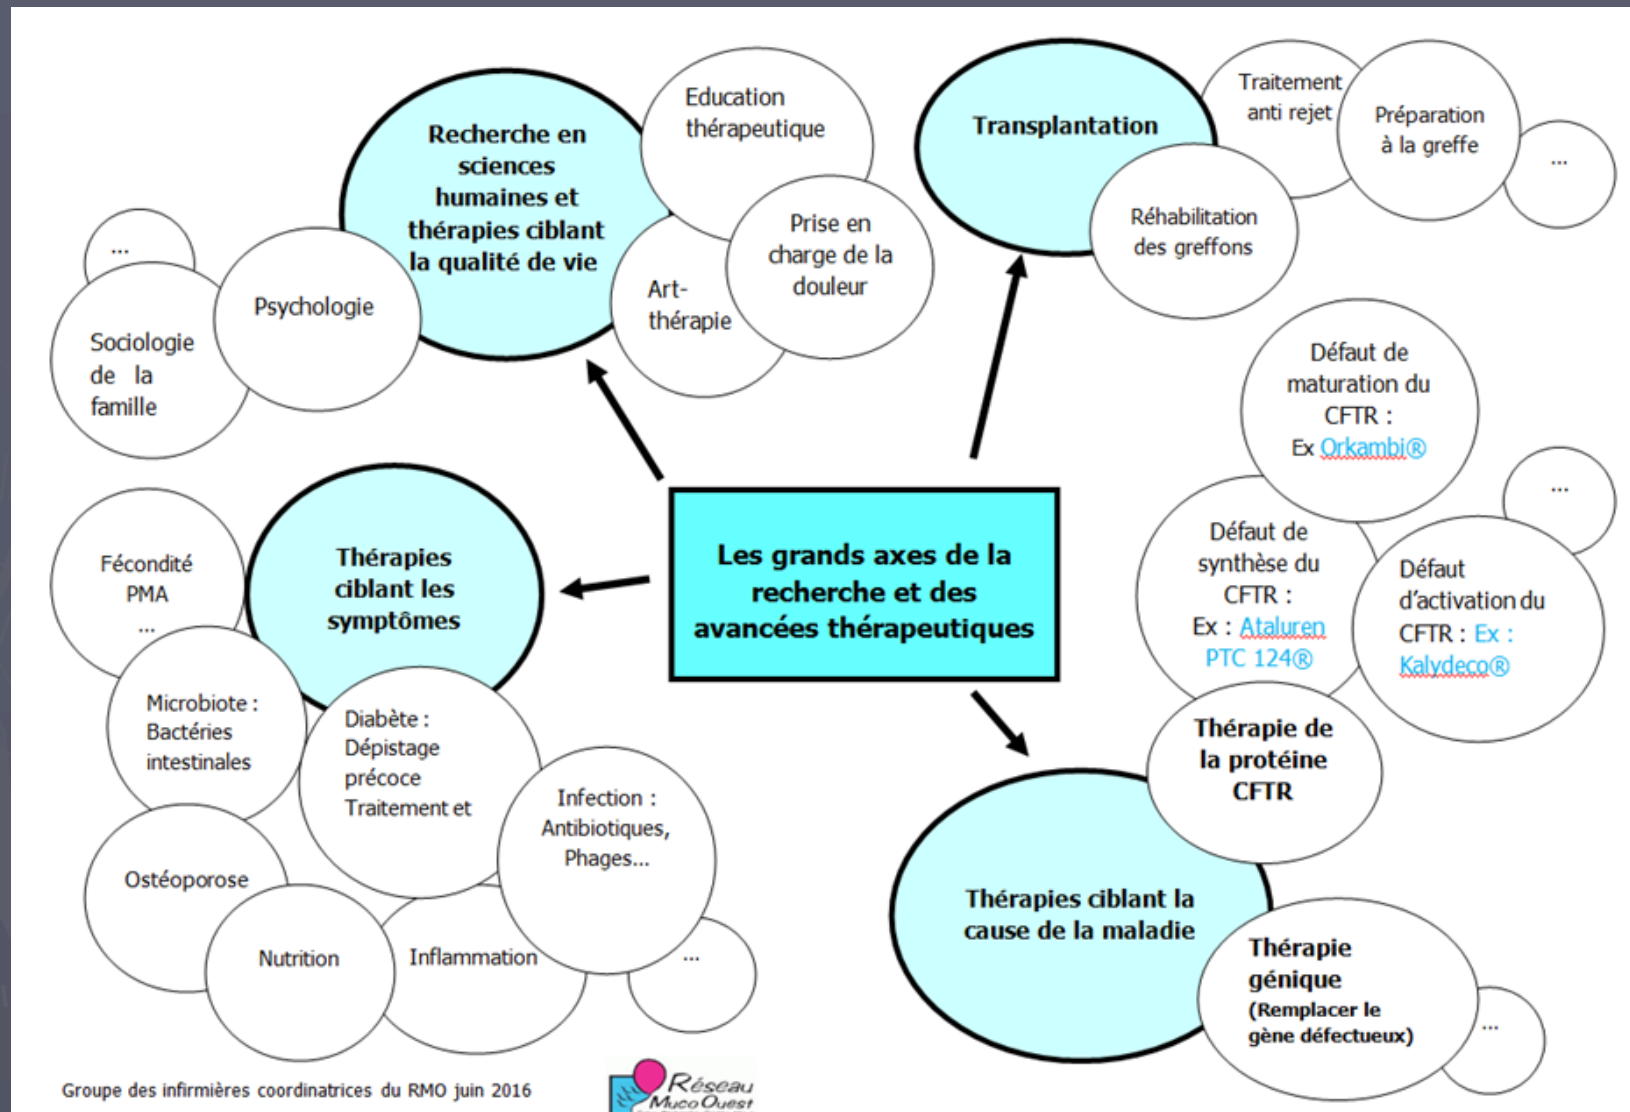 Recherche en
sciences
humaines et
thérapies ciblant
la qualité de vie
Education
thérapeutique
Prise en
charge de la
douleur
Art-
thérapie
Psychologie
...
Sociologie
de la
famille
Transplantation
Traitement
anti rejet
Préparation
à la greffe
...
Réhabilitation
des greffons
Les grands axes de la
recherche et des
avancées thérapeutiques
Thérapies
ciblant les
symptômes
Fécondité
PMA
...
Microbiote :
Bactéries
intestinales
Diabète :
Dépistage
précoce
Traitement et
Infection :
Antibiotiques,
Phages...
Ostéoporose
Nutrition
Inflammation
...
Défaut de
maturation du
CFTR :
Ex Orkambi®
Défaut de
synthèse du
CFTR :
Ex : Ataluren
PTC 124®
...
Défaut
d'activation du
CFTR : Ex :
Kalydeco®
Thérapie de
la protéine
CFTR
Thérapies ciblant la
cause de la maladie
Thérapie
génique
(Remplacer le
gène défectueux)
...
Groupe des infirmières coordinatrices du RMO juin 2016
Réseau
Muco Ouest